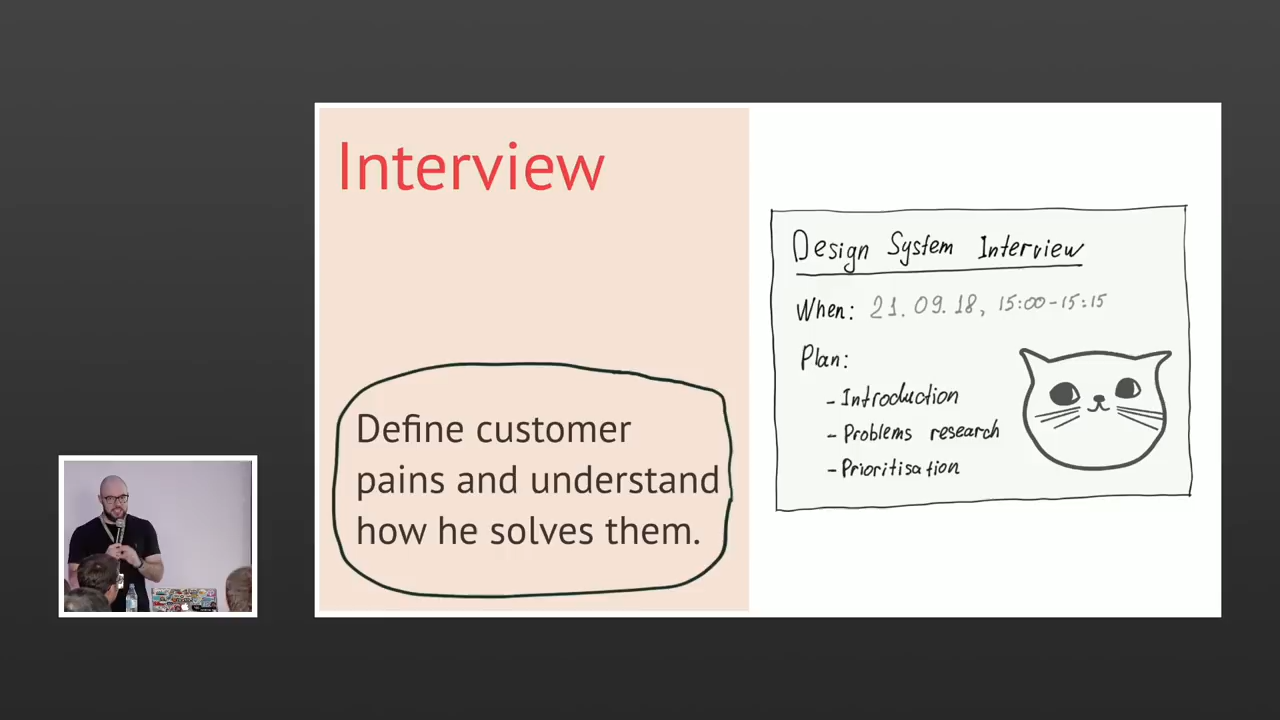 Interview
Define customer
pains and understand
how he solves them.
Design System Interview
When: 21.09.18, 15:00-15:15
Plan:
- Introduction
- Problems research
- Prioritisation